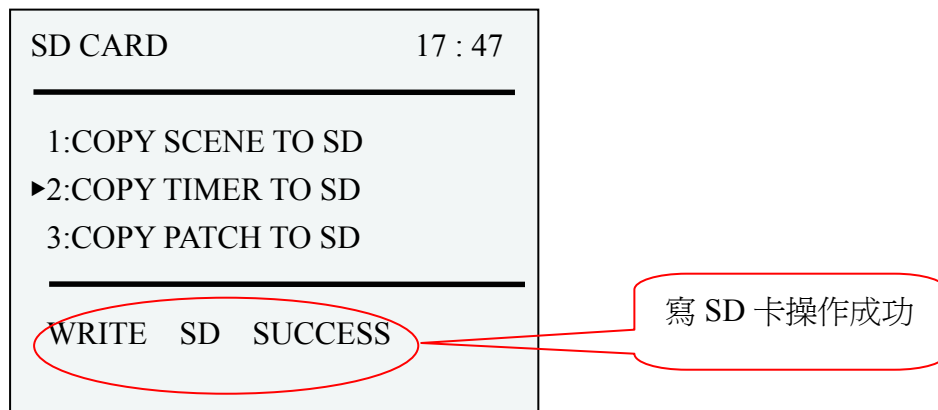 SD CARD 17 : 47
1:COPY SCENE TO SD
▶2:COPY TIMER TO SD
3:COPY PATCH TO SD
WRITE SD SUCCESS
寫 SD 卡操作成功